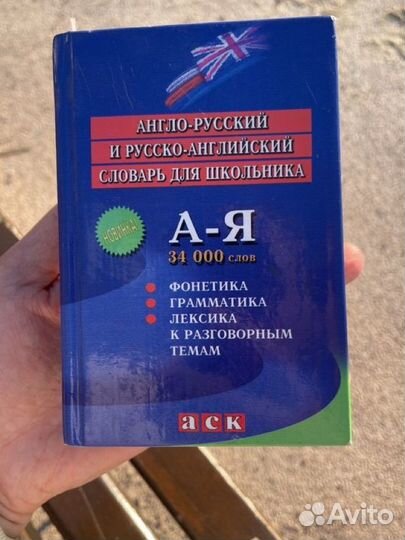 АНГЛО-РУССКИЙ
И РУССКО-АНГЛИЙСКИЙ
СЛОВАРЬ ДЛЯ ШКОЛЬНИКА
НОВИНКА!
А-Я
34 000 слов
ФОНЕТИКА
ГРАММАТИКА
ЛЕКСИКА
К РАЗГОВОРНЫМ
ТЕМАМ
аск
Avito